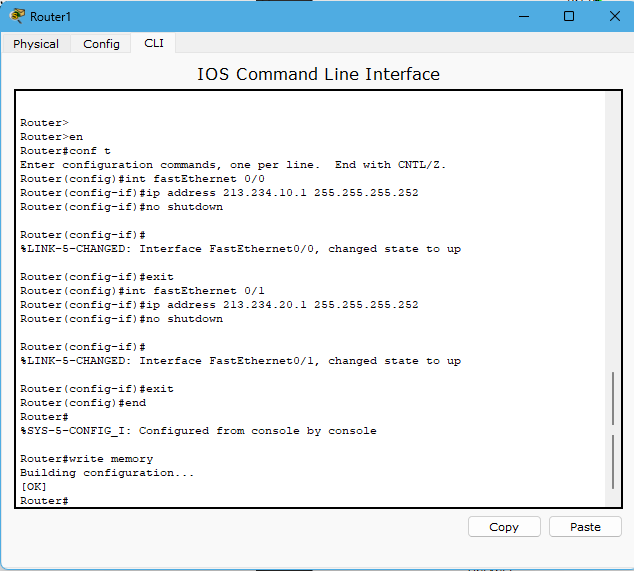 Router1
Physical Config CLI
IOS Command Line Interface
Router>
Router>en
Router#conf t
Enter configuration commands, one per line.  End with CNTL/Z.
Router(config)#int fastEthernet 0/0
Router(config-if)#ip address 213.234.10.1 255.255.255.252
Router(config-if)#no shutdown
Router(config-if)#
%LINK-5-CHANGED: Interface FastEthernet0/0, changed state to up
Router(config-if)#exit
Router(config)#int fastEthernet 0/1
Router(config-if)#ip address 213.234.20.1 255.255.255.252
Router(config-if)#no shutdown
Router(config-if)#
%LINK-5-CHANGED: Interface FastEthernet0/1, changed state to up
Router(config-if)#exit
Router(config)#end
Router#
%SYS-5-CONFIG_I: Configured from console by console
Router#write memory
Building configuration...
[OK]
Router#
Copy Paste